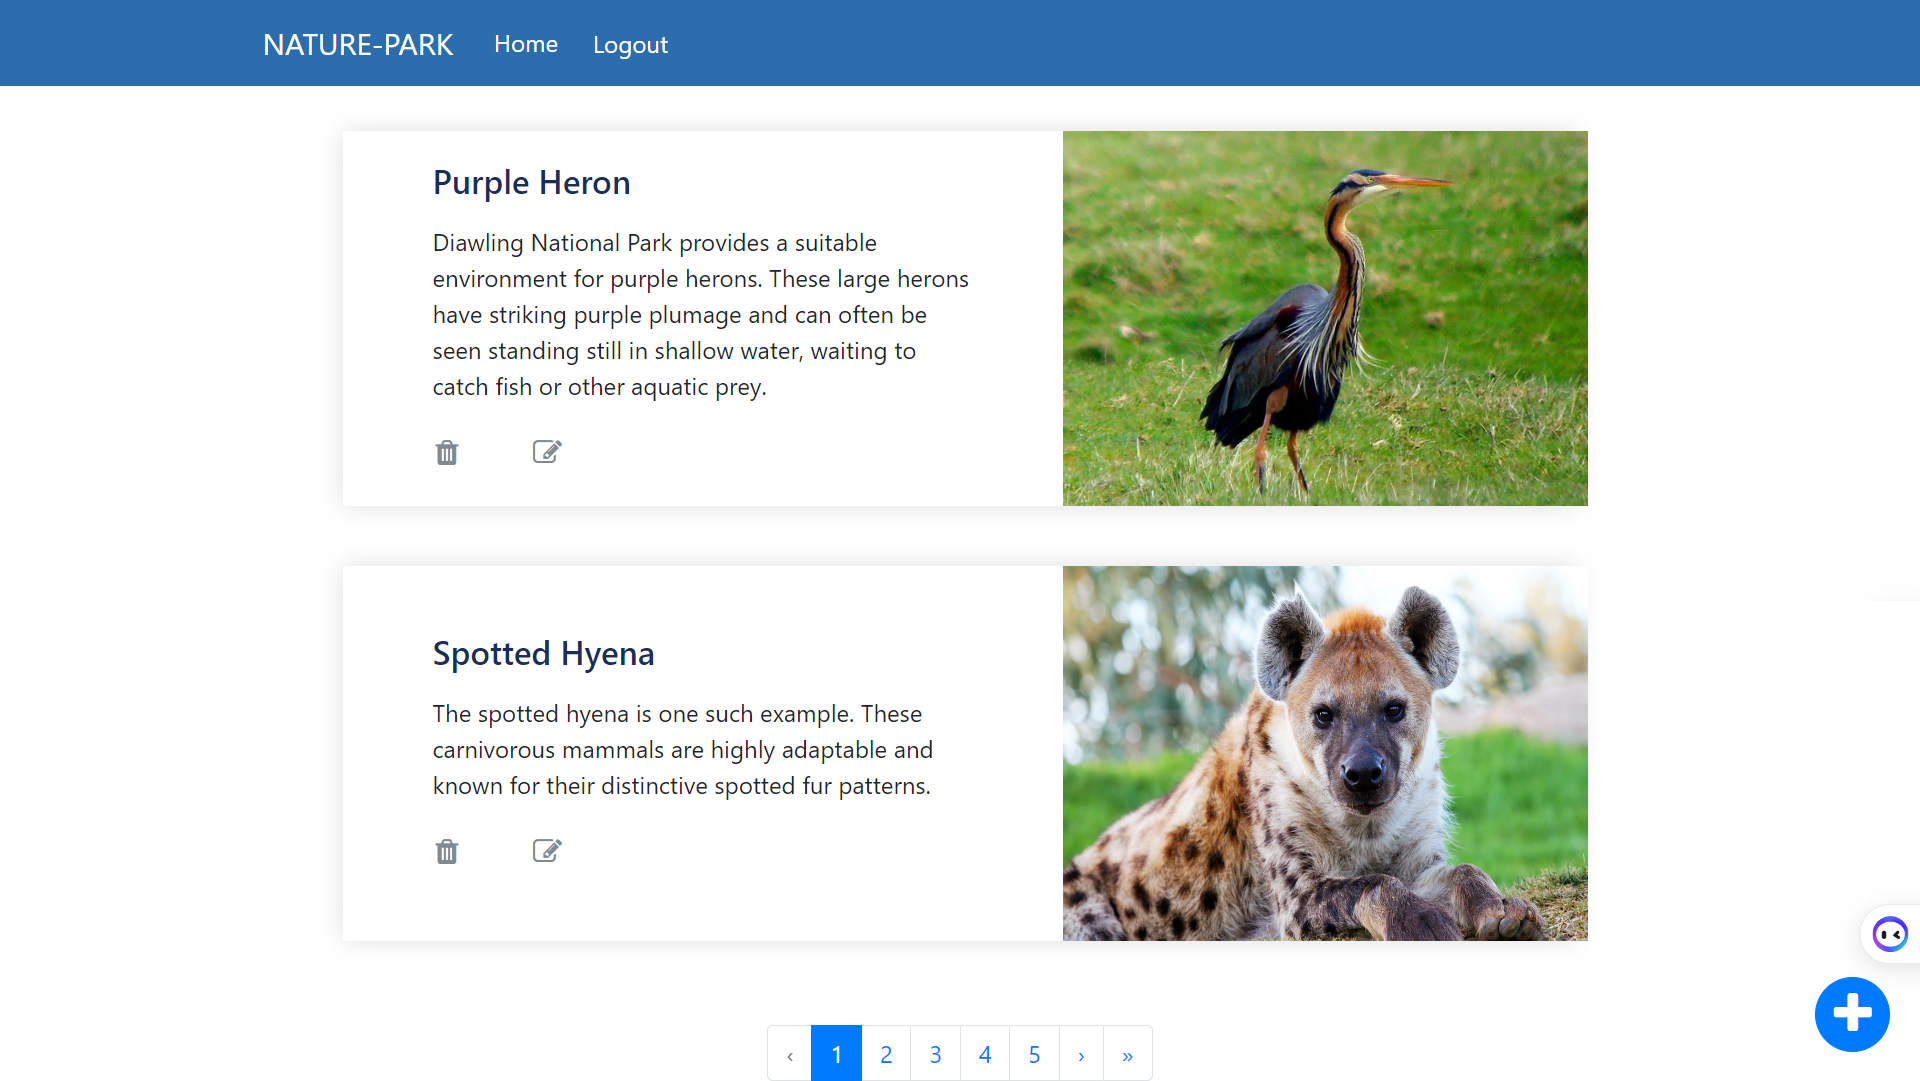 NATURE-PARK Home Logout
Purple Heron
Diawling National Park provides a suitable
environment for purple herons. These large herons
have striking purple plumage and can often be
seen standing still in shallow water, waiting to
catch fish or other aquatic prey.
Spotted Hyena
The spotted hyena is one such example. These
carnivorous mammals are highly adaptable and
known for their distinctive spotted fur patterns.
‹ 1 2 3 4 5 › »